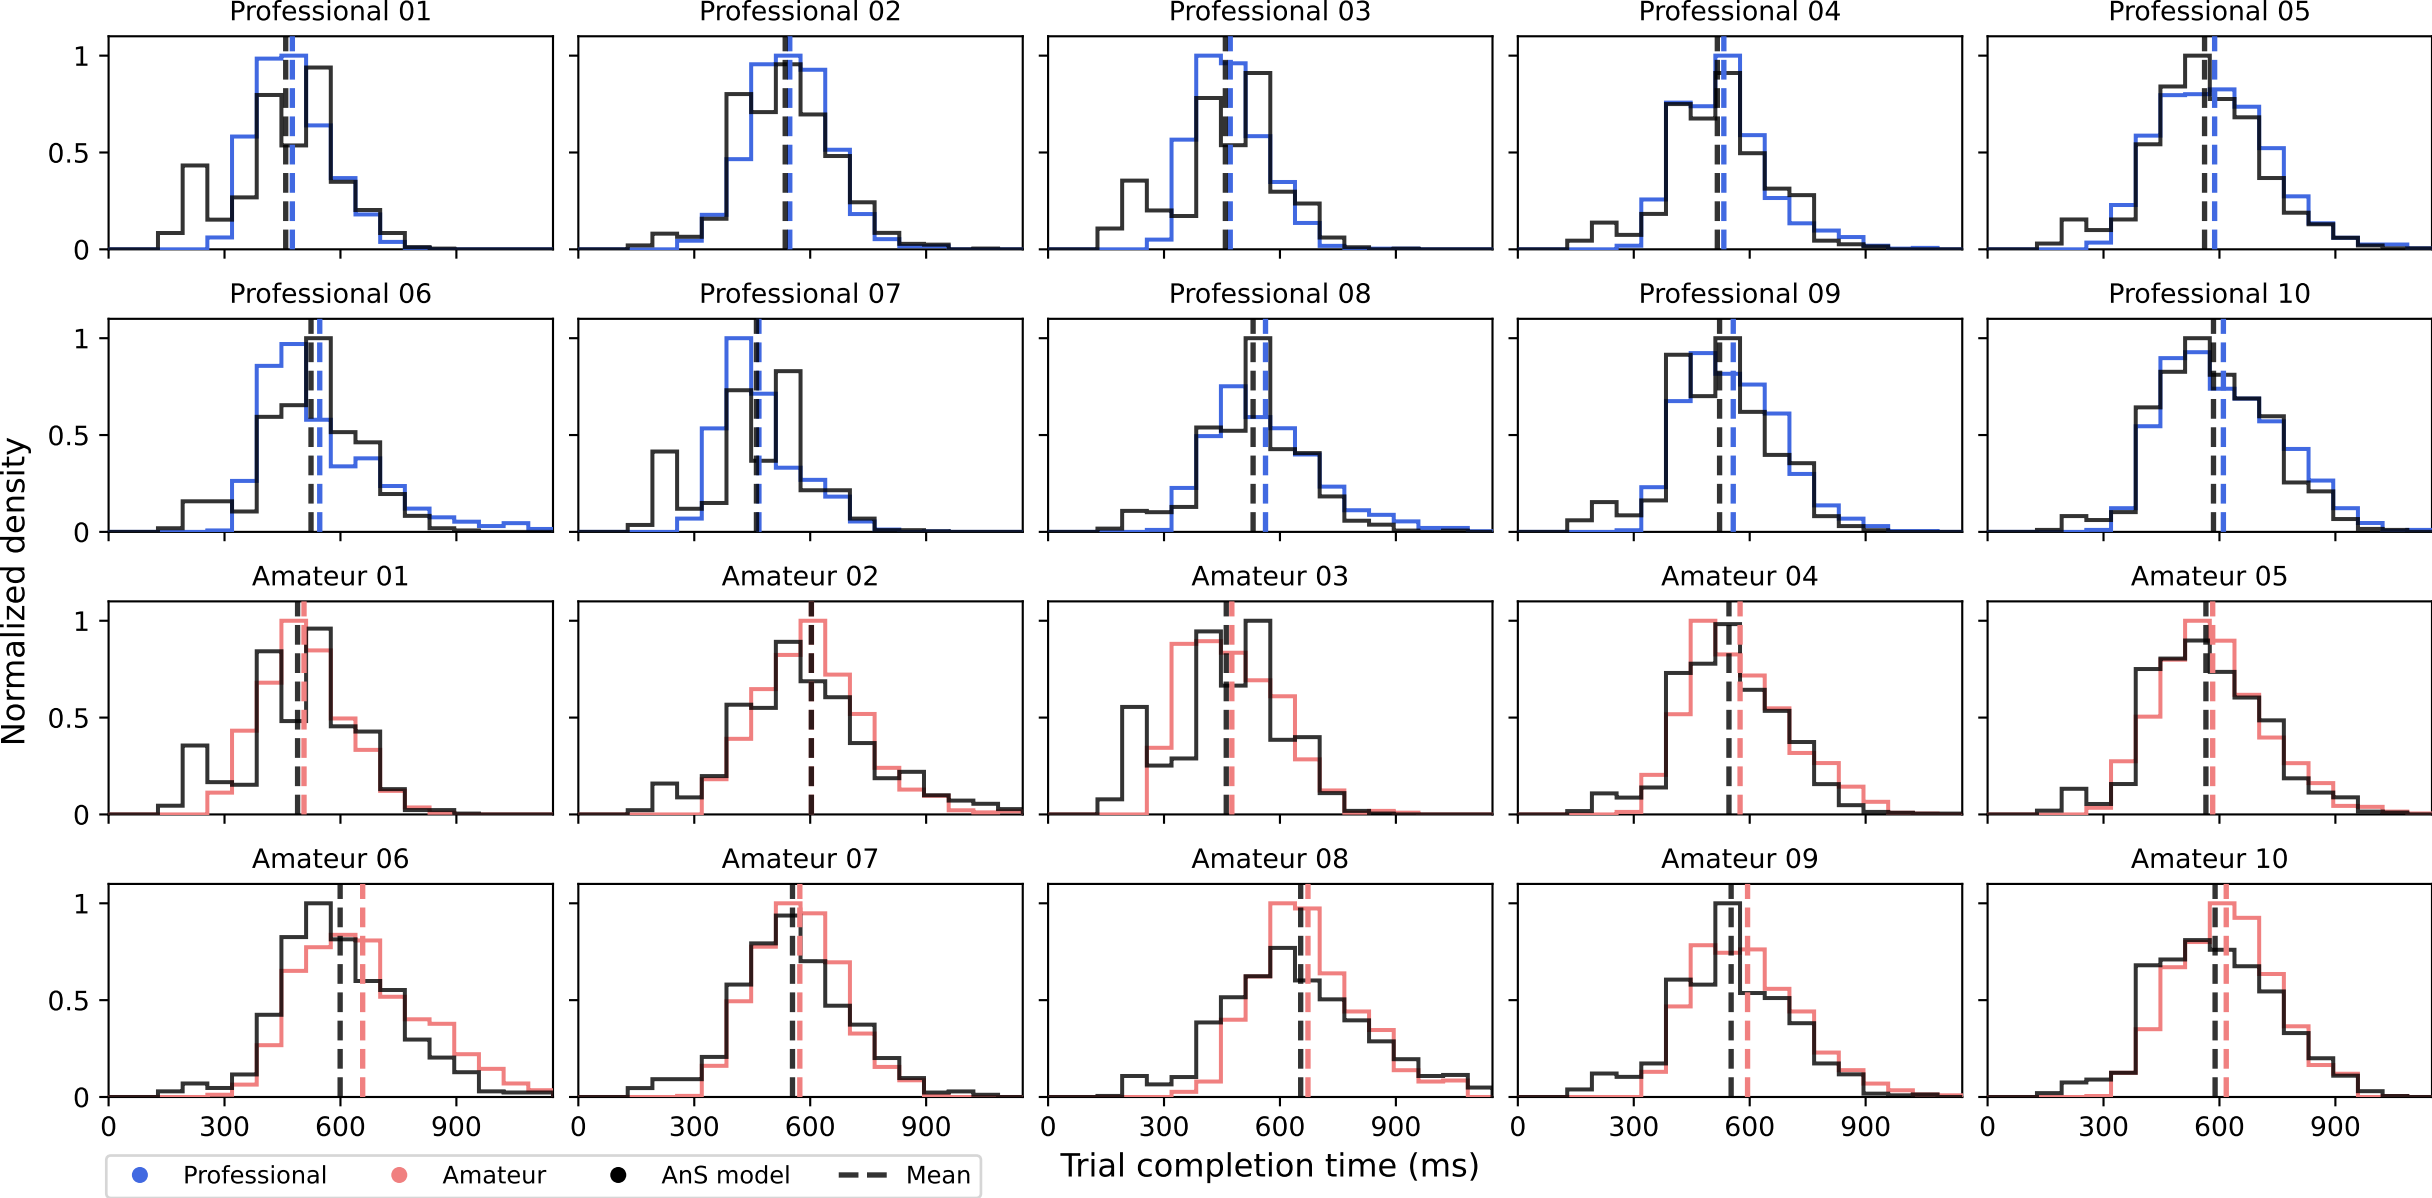 Professional 01 Professional 02 Professional 03 Professional 04 Professional 05
1
0.5
0
Professional 06 Professional 07 Professional 08 Professional 09 Professional 10
1
0.5
0
Normalized density
Amateur 01 Amateur 02 Amateur 03 Amateur 04 Amateur 05
1
0.5
0
Amateur 06 Amateur 07 Amateur 08 Amateur 09 Amateur 10
1
0.5
0
0 300 600 900 0 300 600 900 0 300 600 900 0 300 600 900 0 300 600 900
Trial completion time (ms)
Professional Amateur AnS model Mean